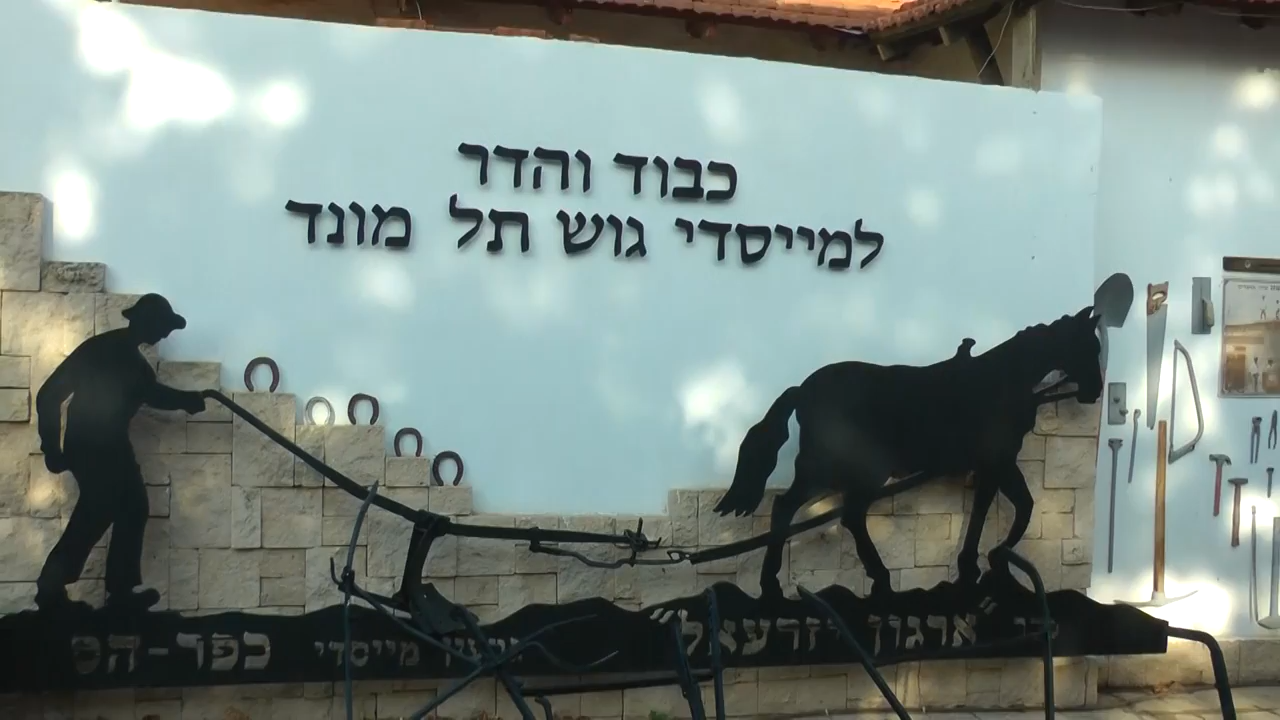 כבוד והדר
למייסדי גוש תל מונד
"ארגון יזרעאל" מייסדי כפר-הס